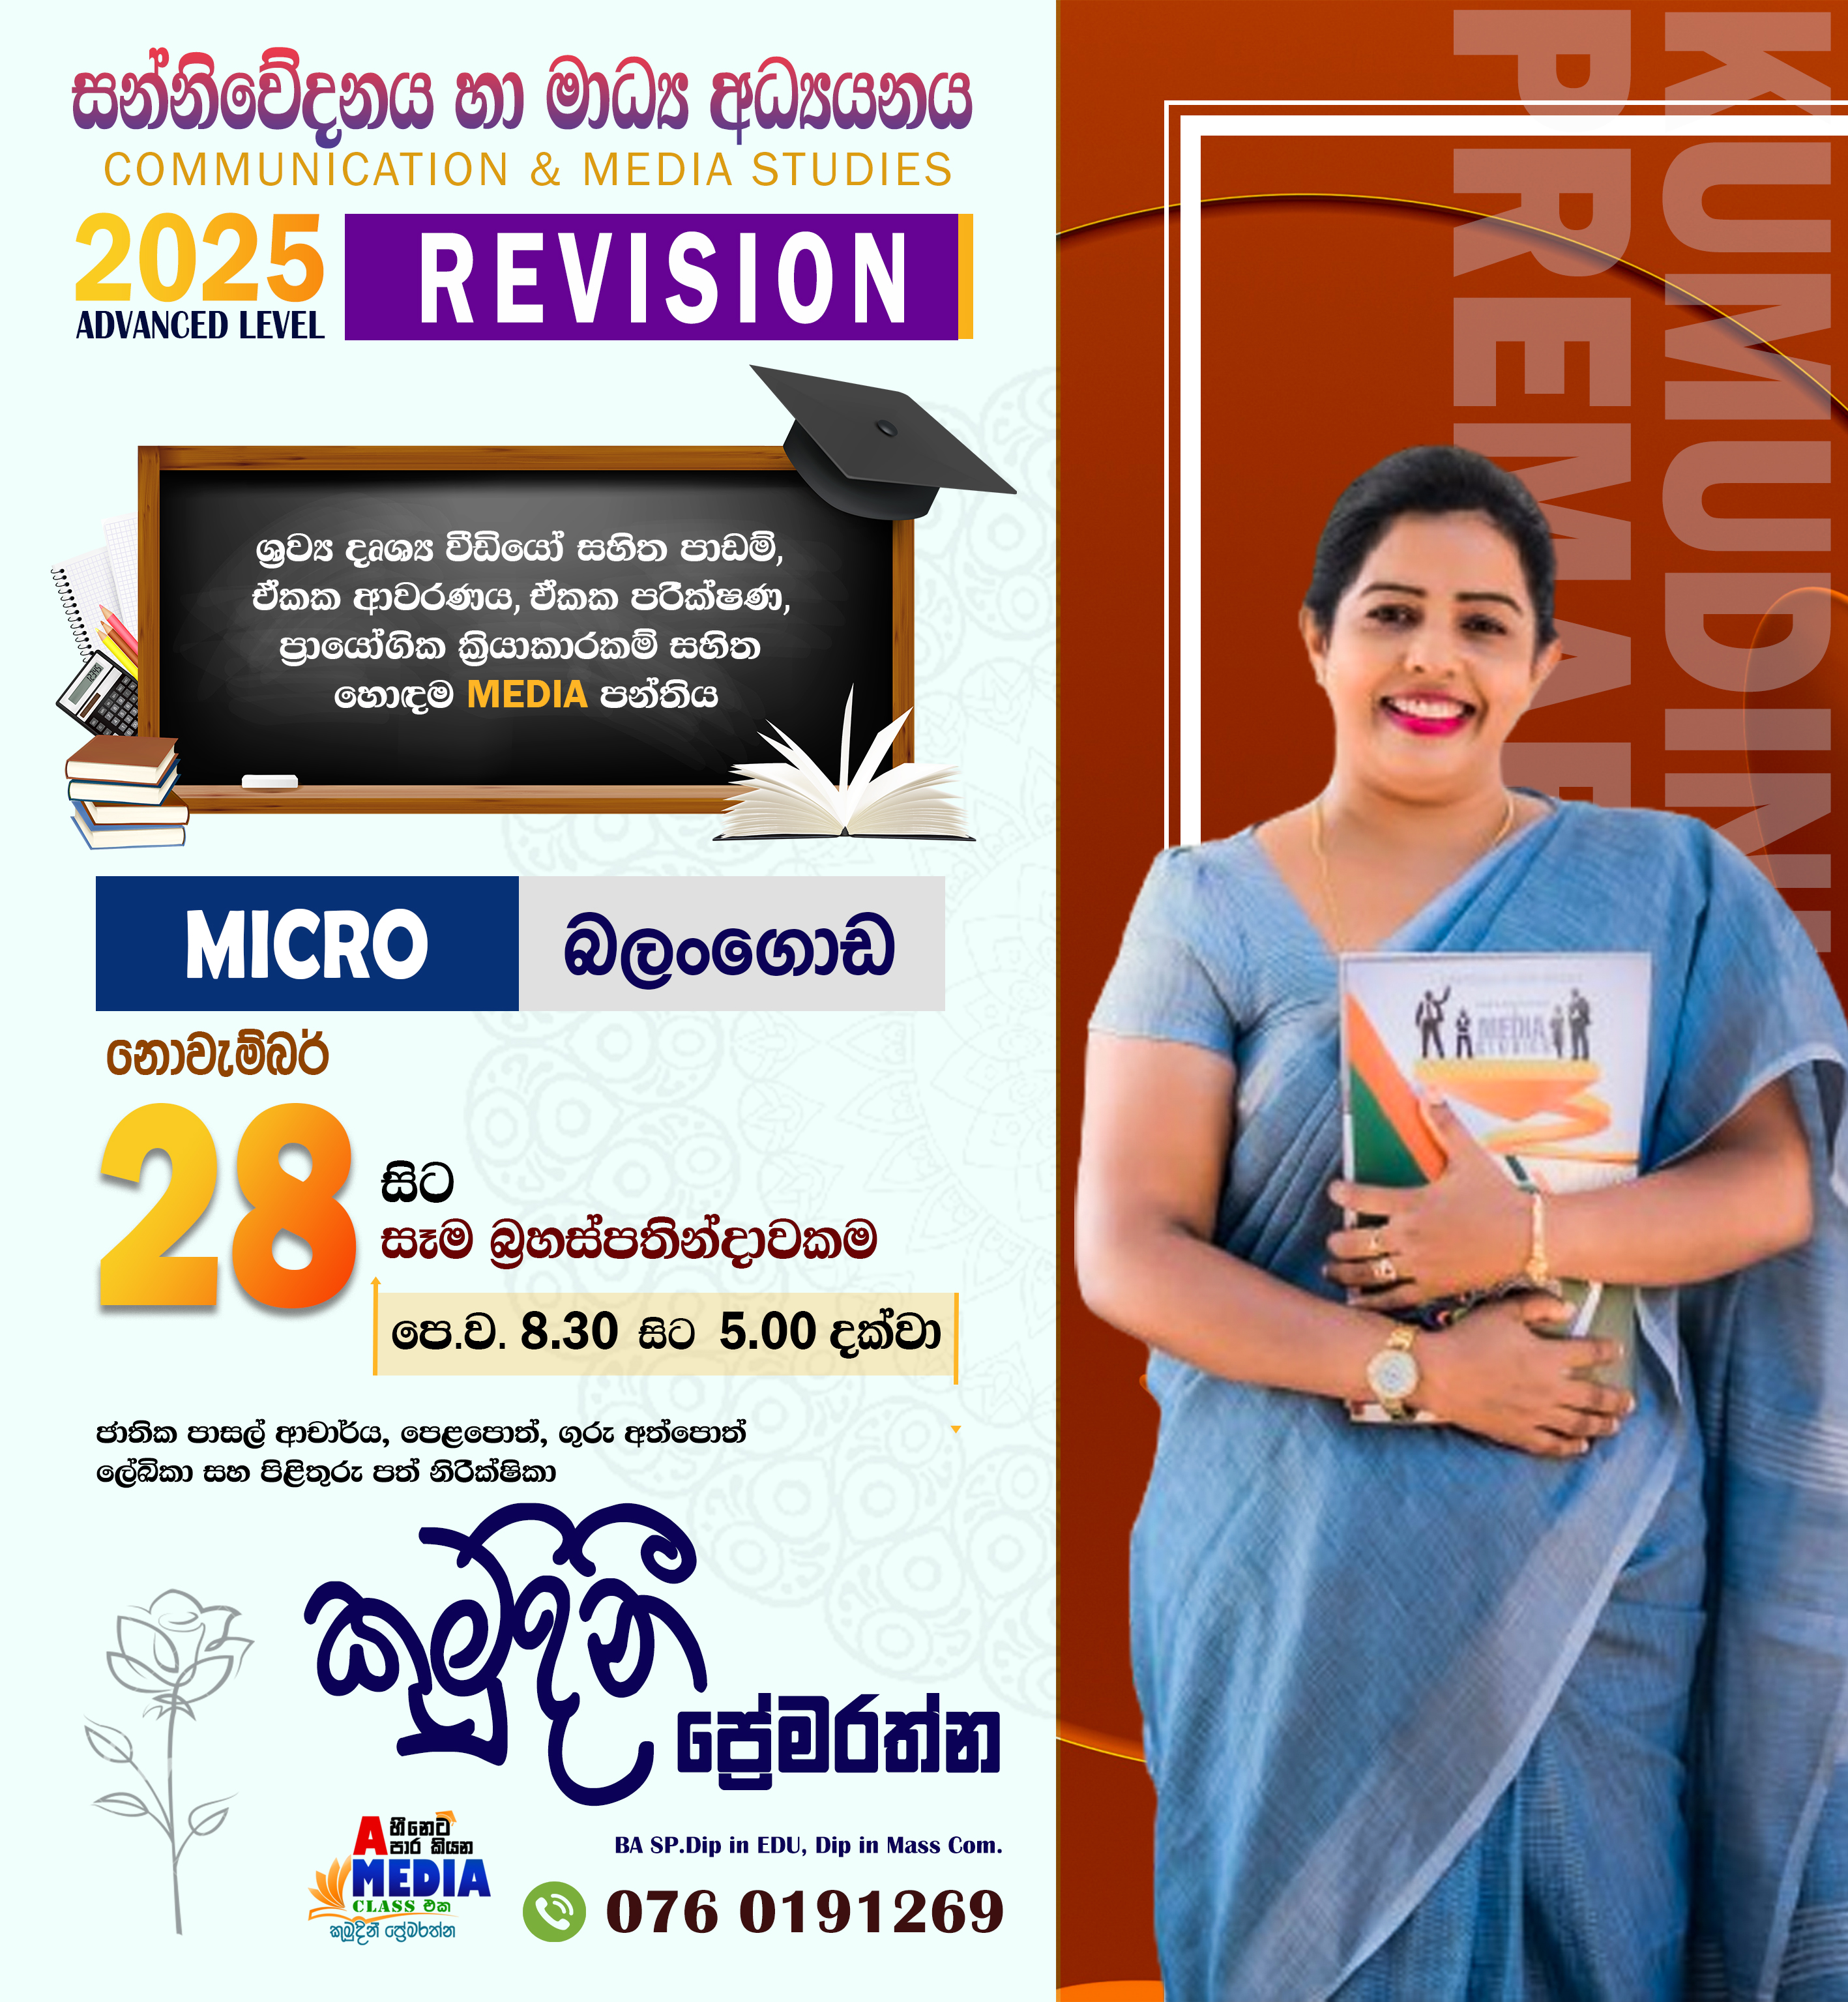 සන්නිවේදනය හා මාධ්‍ය අධ්‍යයනය
COMMUNICATION & MEDIA STUDIES
2025
ADVANCED LEVEL
REVISION
ශ්‍රව්‍ය දෘශ්‍ය වීඩියෝ සහිත පාඩම්,
ඒකක ආවරණය, ඒකක පරීක්ෂණ,
ප්‍රායෝගික ක්‍රියාකාරකම් සහිත
හොඳම MEDIA පන්තිය
MICRO
බලංගොඩ
නොවැම්බර්
28
සිට
සෑම බ්‍රහස්පතින්දාවකම
පෙ.ව. 8.30 සිට 5.00 දක්වා
ජාතික පාසල් ආචාර්ය, පෙළපොත්, ගුරු අත්පොත්
ලේඛිකා සහ පිළිතුරු පත් නිරීක්ෂිකා
කුමුදිනී
ප්‍රේමරත්න
A හීනෙට
පාර කියන
MEDIA
CLASS එක
කුමුදිනී ප්‍රේමරත්න
BA SP.Dip in EDU, Dip in Mass Com.
076 0191269
KUMUDINI
PREMAR
MEDIA
STUDIES